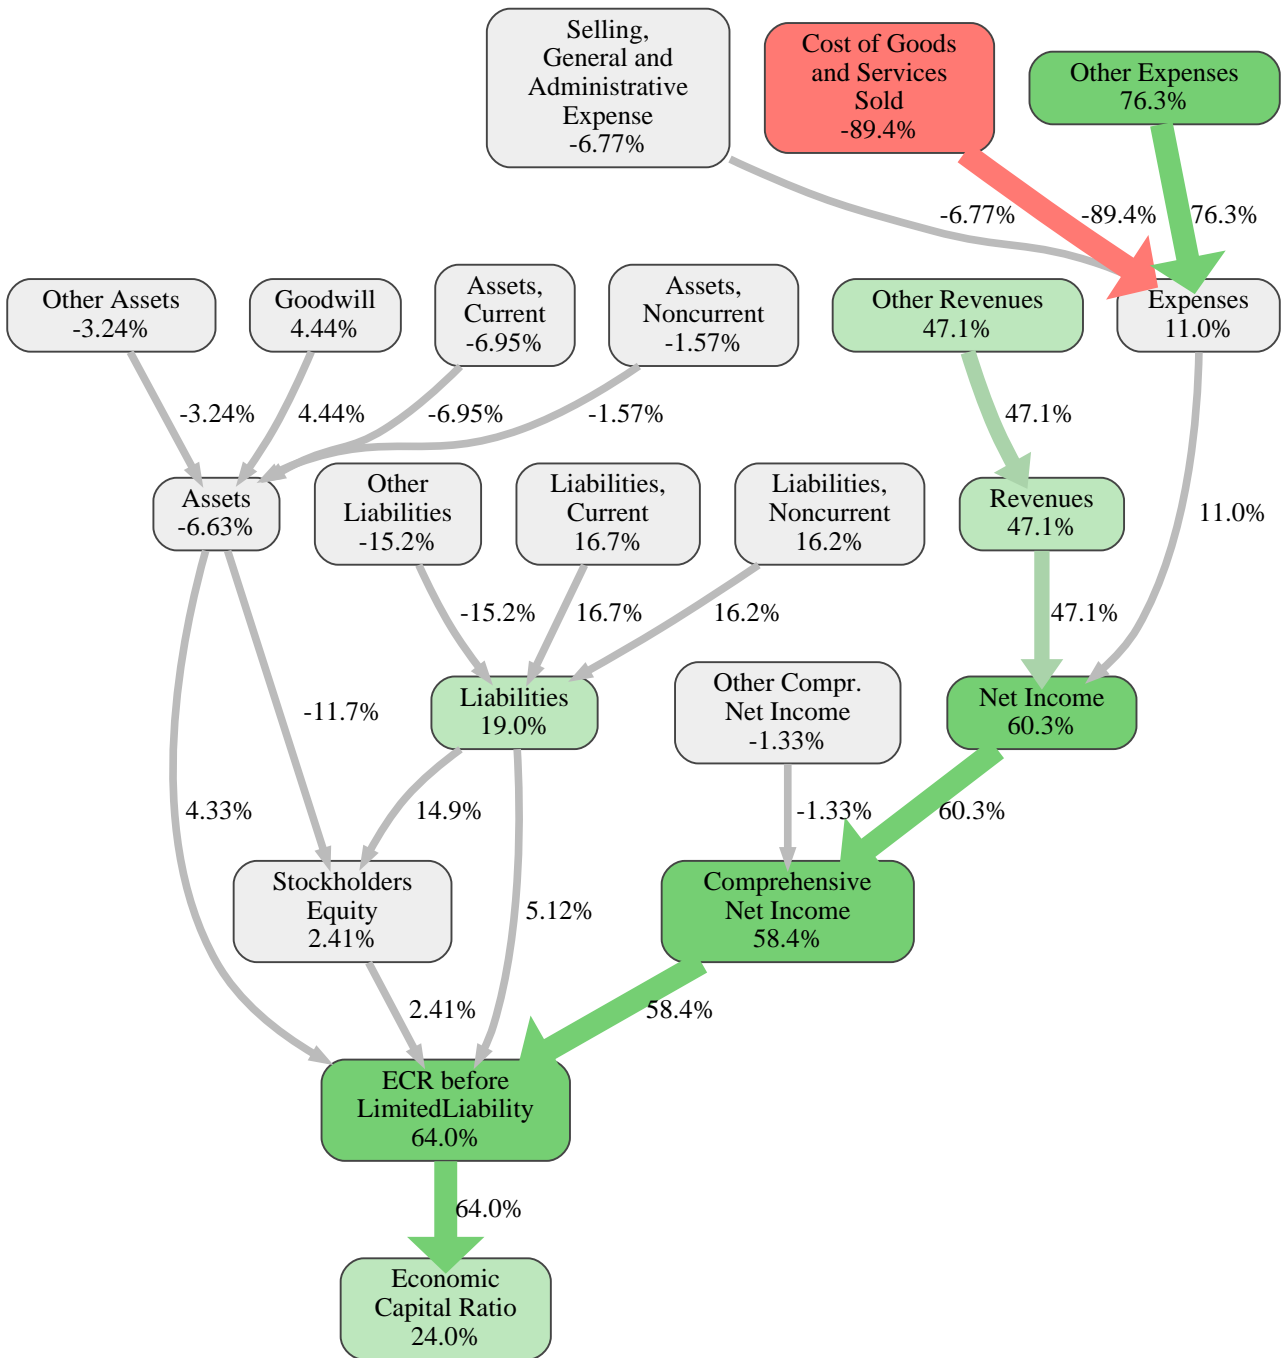 Selling,
General and
Administrative
Expense
-6.77%
Cost of Goods
and Services
Sold
-89.4%
Other Expenses
76.3%
-6.77%
-89.4%
76.3%
Other Assets
-3.24%
Goodwill
4.44%
Assets,
Current
-6.95%
Assets,
Noncurrent
-1.57%
Other Revenues
47.1%
Expenses
11.0%
-3.24%
4.44%
-6.95%
-1.57%
47.1%
Assets
-6.63%
Other
Liabilities
-15.2%
Liabilities,
Current
16.7%
Liabilities,
Noncurrent
16.2%
Revenues
47.1%
11.0%
-15.2%
16.7%
16.2%
47.1%
-11.7%
Liabilities
19.0%
Other Compr.
Net Income
-1.33%
Net Income
60.3%
4.33%
14.9%
-1.33%
60.3%
Stockholders
Equity
2.41%
5.12%
Comprehensive
Net Income
58.4%
2.41%
58.4%
ECR before
LimitedLiability
64.0%
64.0%
Economic
Capital Ratio
24.0%